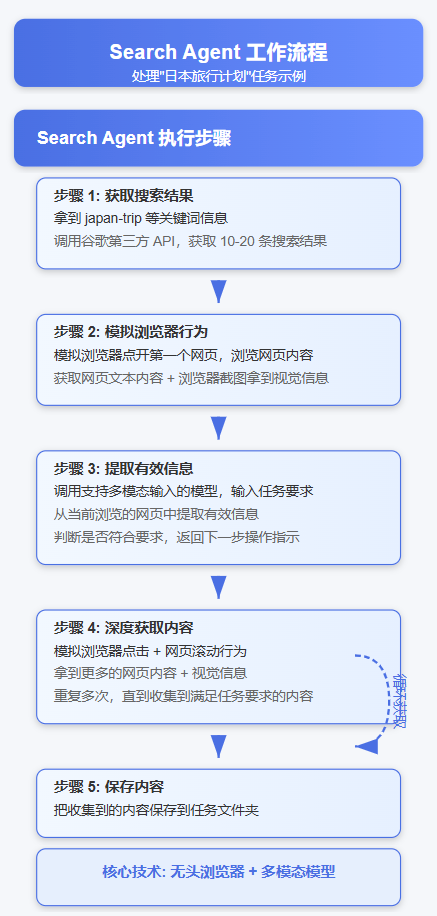 Search Agent 工作流程
处理"日本旅行计划"任务示例
Search Agent 执行步骤
步骤 1: 获取搜索结果
拿到 japan-trip 等关键词信息
调用谷歌第三方 API，获取 10-20 条搜索结果
步骤 2: 模拟浏览器行为
模拟浏览器点开第一个网页，浏览网页内容
获取网页文本内容 + 浏览器截图拿到视觉信息
步骤 3: 提取有效信息
调用支持多模态输入的模型，输入任务要求
从当前浏览的网页中提取有效信息
判断是否符合要求，返回下一步操作指示
步骤 4: 深度获取内容
模拟浏览器点击 + 网页滚动行为
拿到更多的网页内容 + 视觉信息
重复多次，直到收集到满足任务要求的内容
循环获取
步骤 5: 保存内容
把收集到的内容保存到任务文件夹
核心技术: 无头浏览器 + 多模态模型